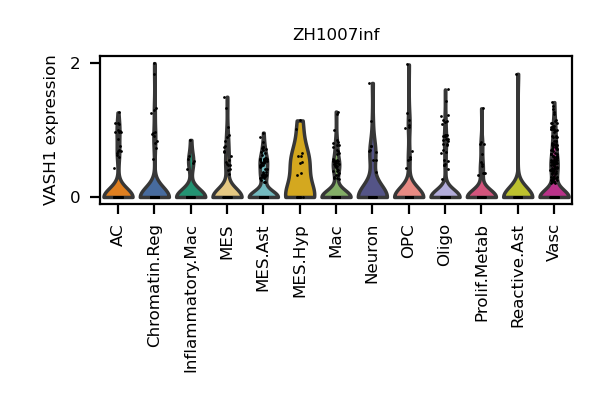 ZH1007inf
VASH1 expression
2
0
AC
Chromatin.Reg
Inflammatory.Mac
MES
MES.Ast
MES.Hyp
Mac
Neuron
OPC
Oligo
Prolif.Metab
Reactive.Ast
Vasc